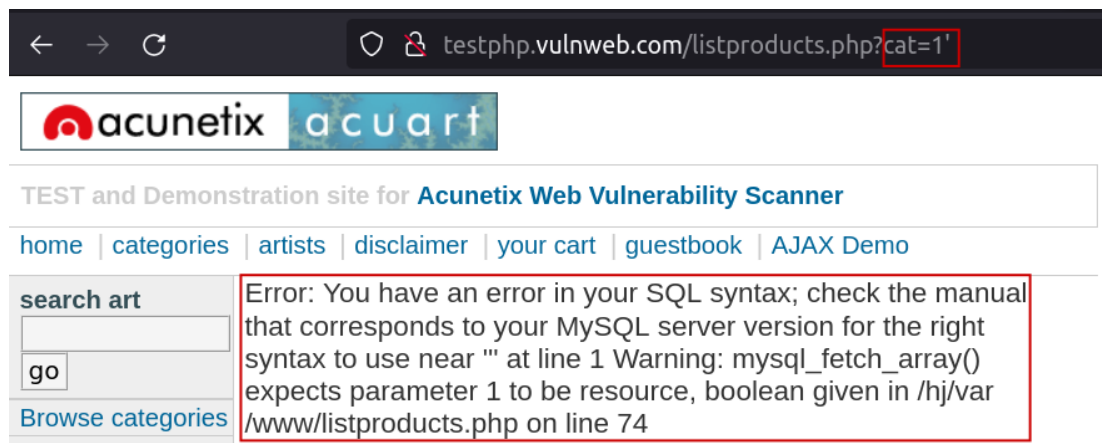 testphp.vulnweb.com/listproducts.php?cat=1'
acunetix acuart
TEST and Demonstration site for Acunetix Web Vulnerability Scanner
home | categories | artists | disclaimer | your cart | guestbook | AJAX Demo
search art
go
Browse categories
Error: You have an error in your SQL syntax; check the manual
that corresponds to your MySQL server version for the right
syntax to use near ''' at line 1 Warning: mysql_fetch_array()
expects parameter 1 to be resource, boolean given in /hj/var
/www/listproducts.php on line 74